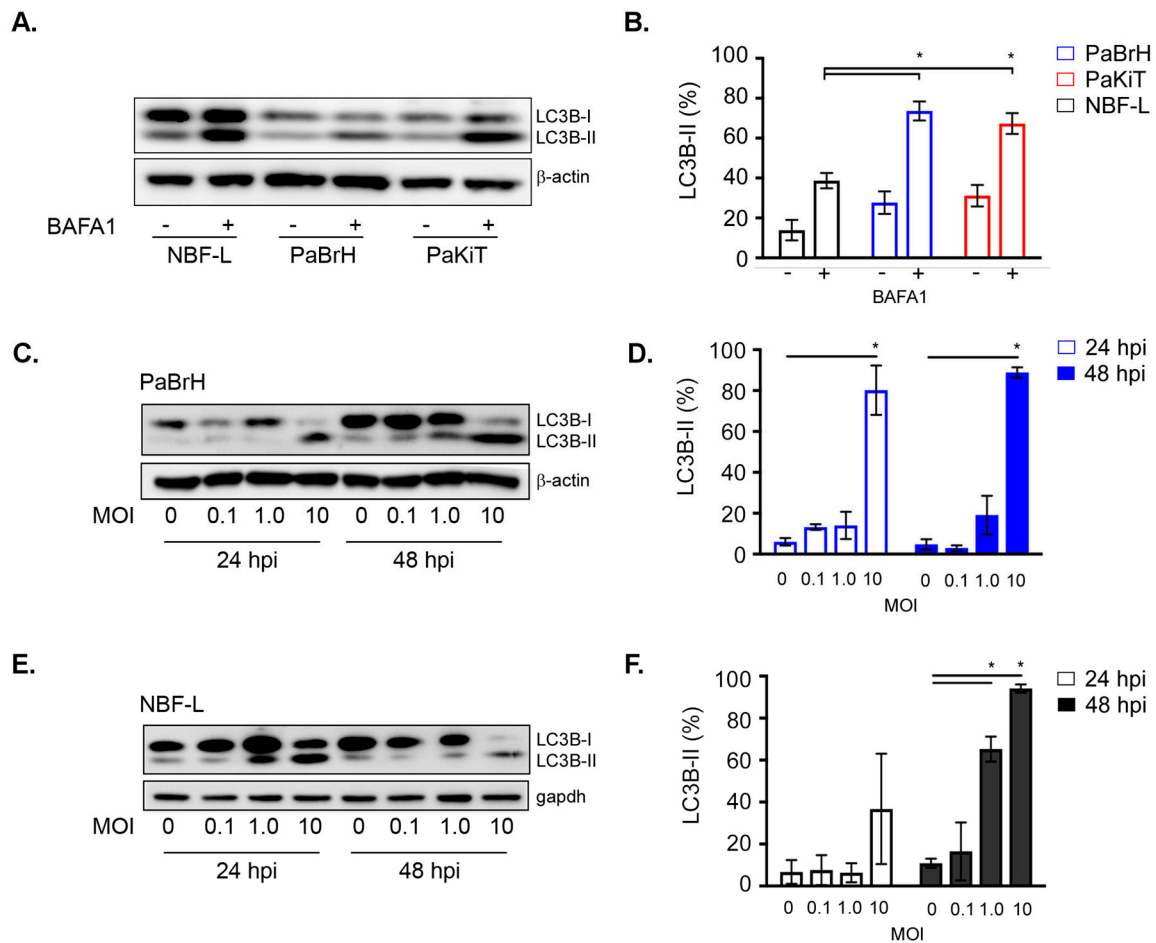 A.
LC3B-I
LC3B-II
β-actin
BAFA1 - + - + - +
NBF-L PaBrH PaKiT
B.
LC3B-II (%)
100
80
60
40
20
0
* *
- + - + - +
BAFA1
PaBrH
PaKiT
NBF-L
C.
PaBrH
LC3B-I
LC3B-II
β-actin
MOI 0 0.1 1.0 10 0 0.1 1.0 10
24 hpi 48 hpi
D.
LC3B-II (%)
100
80
60
40
20
0
* *
0 0.1 1.0 10 0 0.1 1.0 10
MOI
24 hpi
48 hpi
E.
NBF-L
LC3B-I
LC3B-II
gapdh
MOI 0 0.1 1.0 10 0 0.1 1.0 10
24 hpi 48 hpi
F.
LC3B-II (%)
100
80
60
40
20
0
* *
0 0.1 1.0 10 0 0.1 1.0 10
MOI
24 hpi
48 hpi